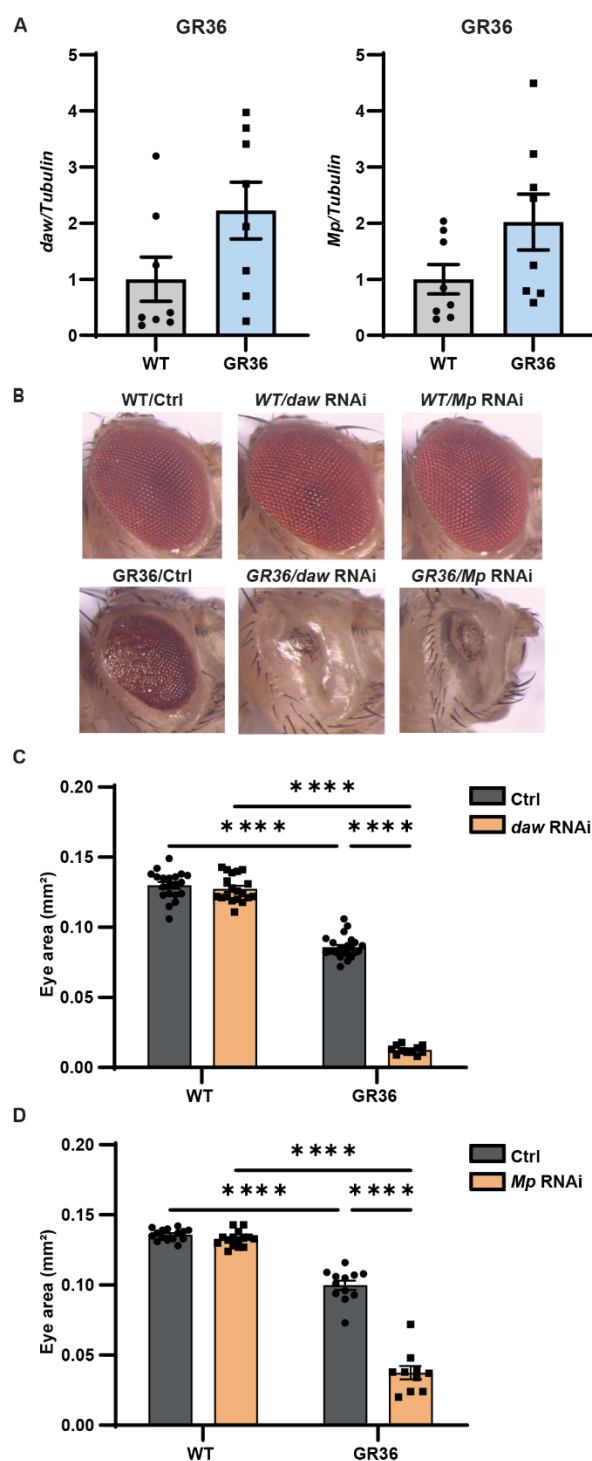 A
GR36
GR36
5
4
3
2
1
0
daw/Tubulin
WT
GR36
5
4
3
2
1
0
Mp/Tubulin
WT
GR36
B
WT/Ctrl
WT/daw RNAi
WT/Mp RNAi
GR36/Ctrl
GR36/daw RNAi
GR36/Mp RNAi
C
0.20
0.15
0.10
0.05
0.00
Eye area (mm²)
****
****
****
Ctrl
daw RNAi
WT
GR36
D
0.20
0.15
0.10
0.05
0.00
Eye area (mm²)
****
****
****
Ctrl
Mp RNAi
WT
GR36